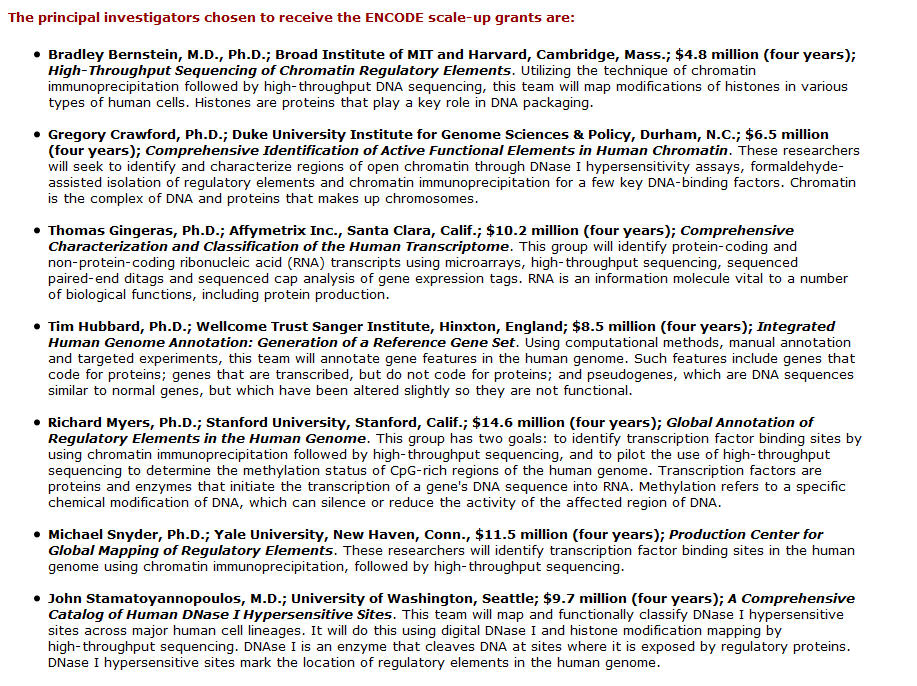 The principal investigators chosen to receive the ENCODE scale-up grants are:
• Bradley Bernstein, M.D., Ph.D.; Broad Institute of MIT and Harvard, Cambridge, Mass.; $4.8 million (four years);
High-Throughput Sequencing of Chromatin Regulatory Elements. Utilizing the technique of chromatin
immunoprecipitation followed by high-throughput DNA sequencing, this team will map modifications of histones in various
types of human cells. Histones are proteins that play a key role in DNA packaging.
• Gregory Crawford, Ph.D.; Duke University Institute for Genome Sciences & Policy, Durham, N.C.; $6.5 million
(four years); Comprehensive Identification of Active Functional Elements in Human Chromatin. These researchers
will seek to identify and characterize regions of open chromatin through DNase I hypersensitivity assays, formaldehyde-
assisted isolation of regulatory elements and chromatin immunoprecipitation for a few key DNA-binding factors. Chromatin
is the complex of DNA and proteins that makes up chromosomes.
• Thomas Gingeras, Ph.D.; Affymetrix Inc., Santa Clara, Calif.; $10.2 million (four years); Comprehensive
Characterization and Classification of the Human Transcriptome. This group will identify protein-coding and
non-protein-coding ribonucleic acid (RNA) transcripts using microarrays, high-throughput sequencing, sequenced
paired-end ditags and sequenced cap analysis of gene expression tags. RNA is an information molecule vital to a number
of biological functions, including protein production.
• Tim Hubbard, Ph.D.; Wellcome Trust Sanger Institute, Hinxton, England; $8.5 million (four years); Integrated
Human Genome Annotation: Generation of a Reference Gene Set. Using computational methods, manual annotation
and targeted experiments, this team will annotate gene features in the human genome. Such features include genes that
code for proteins; genes that are transcribed, but do not code for proteins; and pseudogenes, which are DNA sequences
similar to normal genes, but which have been altered slightly so they are not functional.
• Richard Myers, Ph.D.; Stanford University, Stanford, Calif.; $14.6 million (four years); Global Annotation of
Regulatory Elements in the Human Genome. This group has two goals: to identify transcription factor binding sites by
using chromatin immunoprecipitation followed by high-throughput sequencing, and to pilot the use of high-throughput
sequencing to determine the methylation status of CpG-rich regions of the human genome. Transcription factors are
proteins and enzymes that initiate the transcription of a gene's DNA sequence into RNA. Methylation refers to a specific
chemical modification of DNA, which can silence or reduce the activity of the affected region of DNA.
• Michael Snyder, Ph.D.; Yale University, New Haven, Conn., $11.5 million (four years); Production Center for
Global Mapping of Regulatory Elements. These researchers will identify transcription factor binding sites in the human
genome using chromatin immunoprecipitation, followed by high-throughput sequencing.
• John Stamatoyannopoulos, M.D.; University of Washington, Seattle; $9.7 million (four years); A Comprehensive
Catalog of Human DNase I Hypersensitive Sites. This team will map and functionally classify DNase I hypersensitive
sites across major human cell lineages. It will do this using digital DNase I and histone modification mapping by
high-throughput sequencing. DNAse I is an enzyme that cleaves DNA at sites where it is exposed by regulatory proteins.
DNase I hypersensitive sites mark the location of regulatory elements in the human genome.